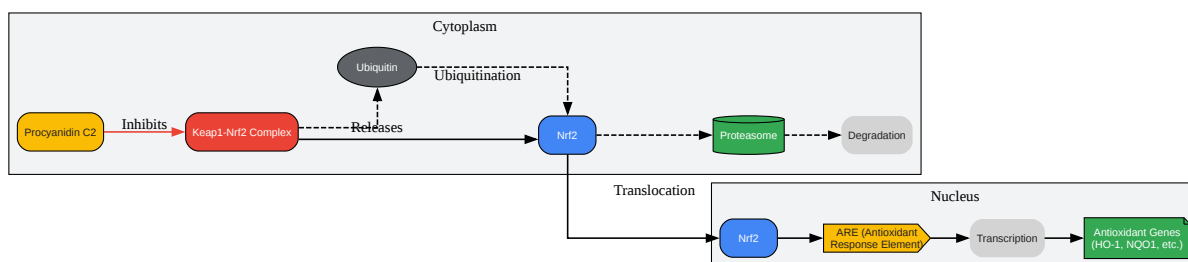 Cytoplasm
Ubiquitin
Ubiquitination
Procyanidin C2
Inhibits
Keap1-Nrf2 Complex
Releases
Nrf2
Proteasome
Degradation
Translocation
Nucleus
Nrf2
ARE (Antioxidant
Response Element)
Transcription
Antioxidant Genes
(HO-1, NQO1, etc.)